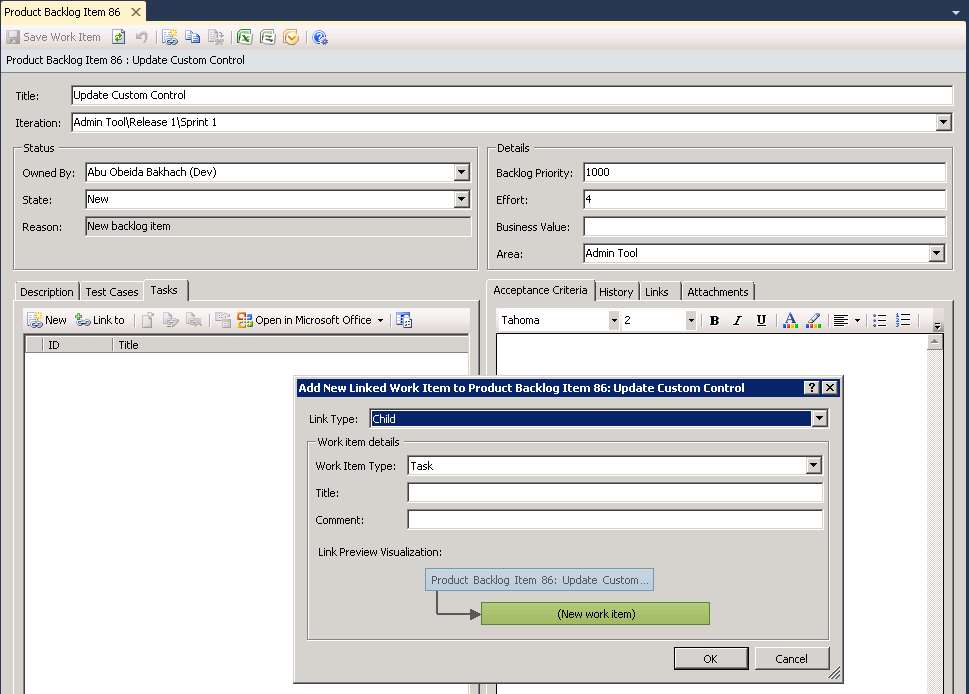 Product Backlog Item 86
Save Work Item
Product Backlog Item 86 : Update Custom Control
Title: Update Custom Control
Iteration: Admin Tool\Release 1\Sprint 1
Status
Owned By: Abu Obeida Bakhach (Dev)
State: New
Reason: New backlog item
Details
Backlog Priority: 1000
Effort: 4
Business Value:
Area: Admin Tool
Description Test Cases Tasks
New Link to Open in Microsoft Office
ID Title
Acceptance Criteria History Links Attachments
Tahoma 2 B I U A
Add New Linked Work Item to Product Backlog Item 86: Update Custom Control
Link Type: Child
Work item details
Work Item Type: Task
Title:
Comment:
Link Preview Visualization:
Product Backlog Item 86: Update Custom...
(New work item)
OK Cancel